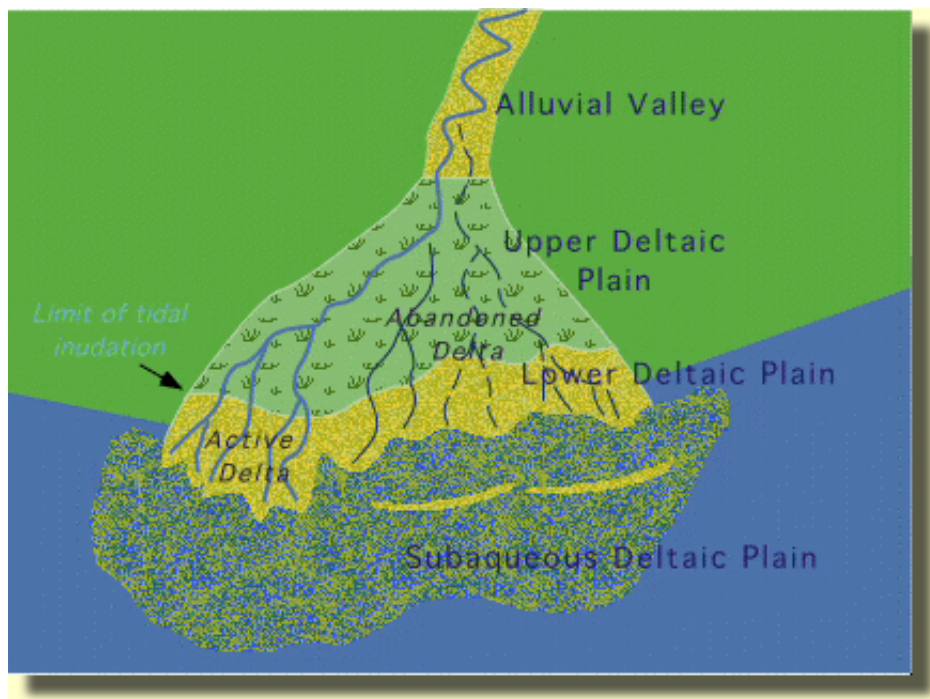 Alluvial Valley
Upper Deltaic
Plain
Limit of tidal
inudation
Abandoned
Delta
Lower Deltaic Plain
Active
Delta
Subaqueous Deltaic Plain